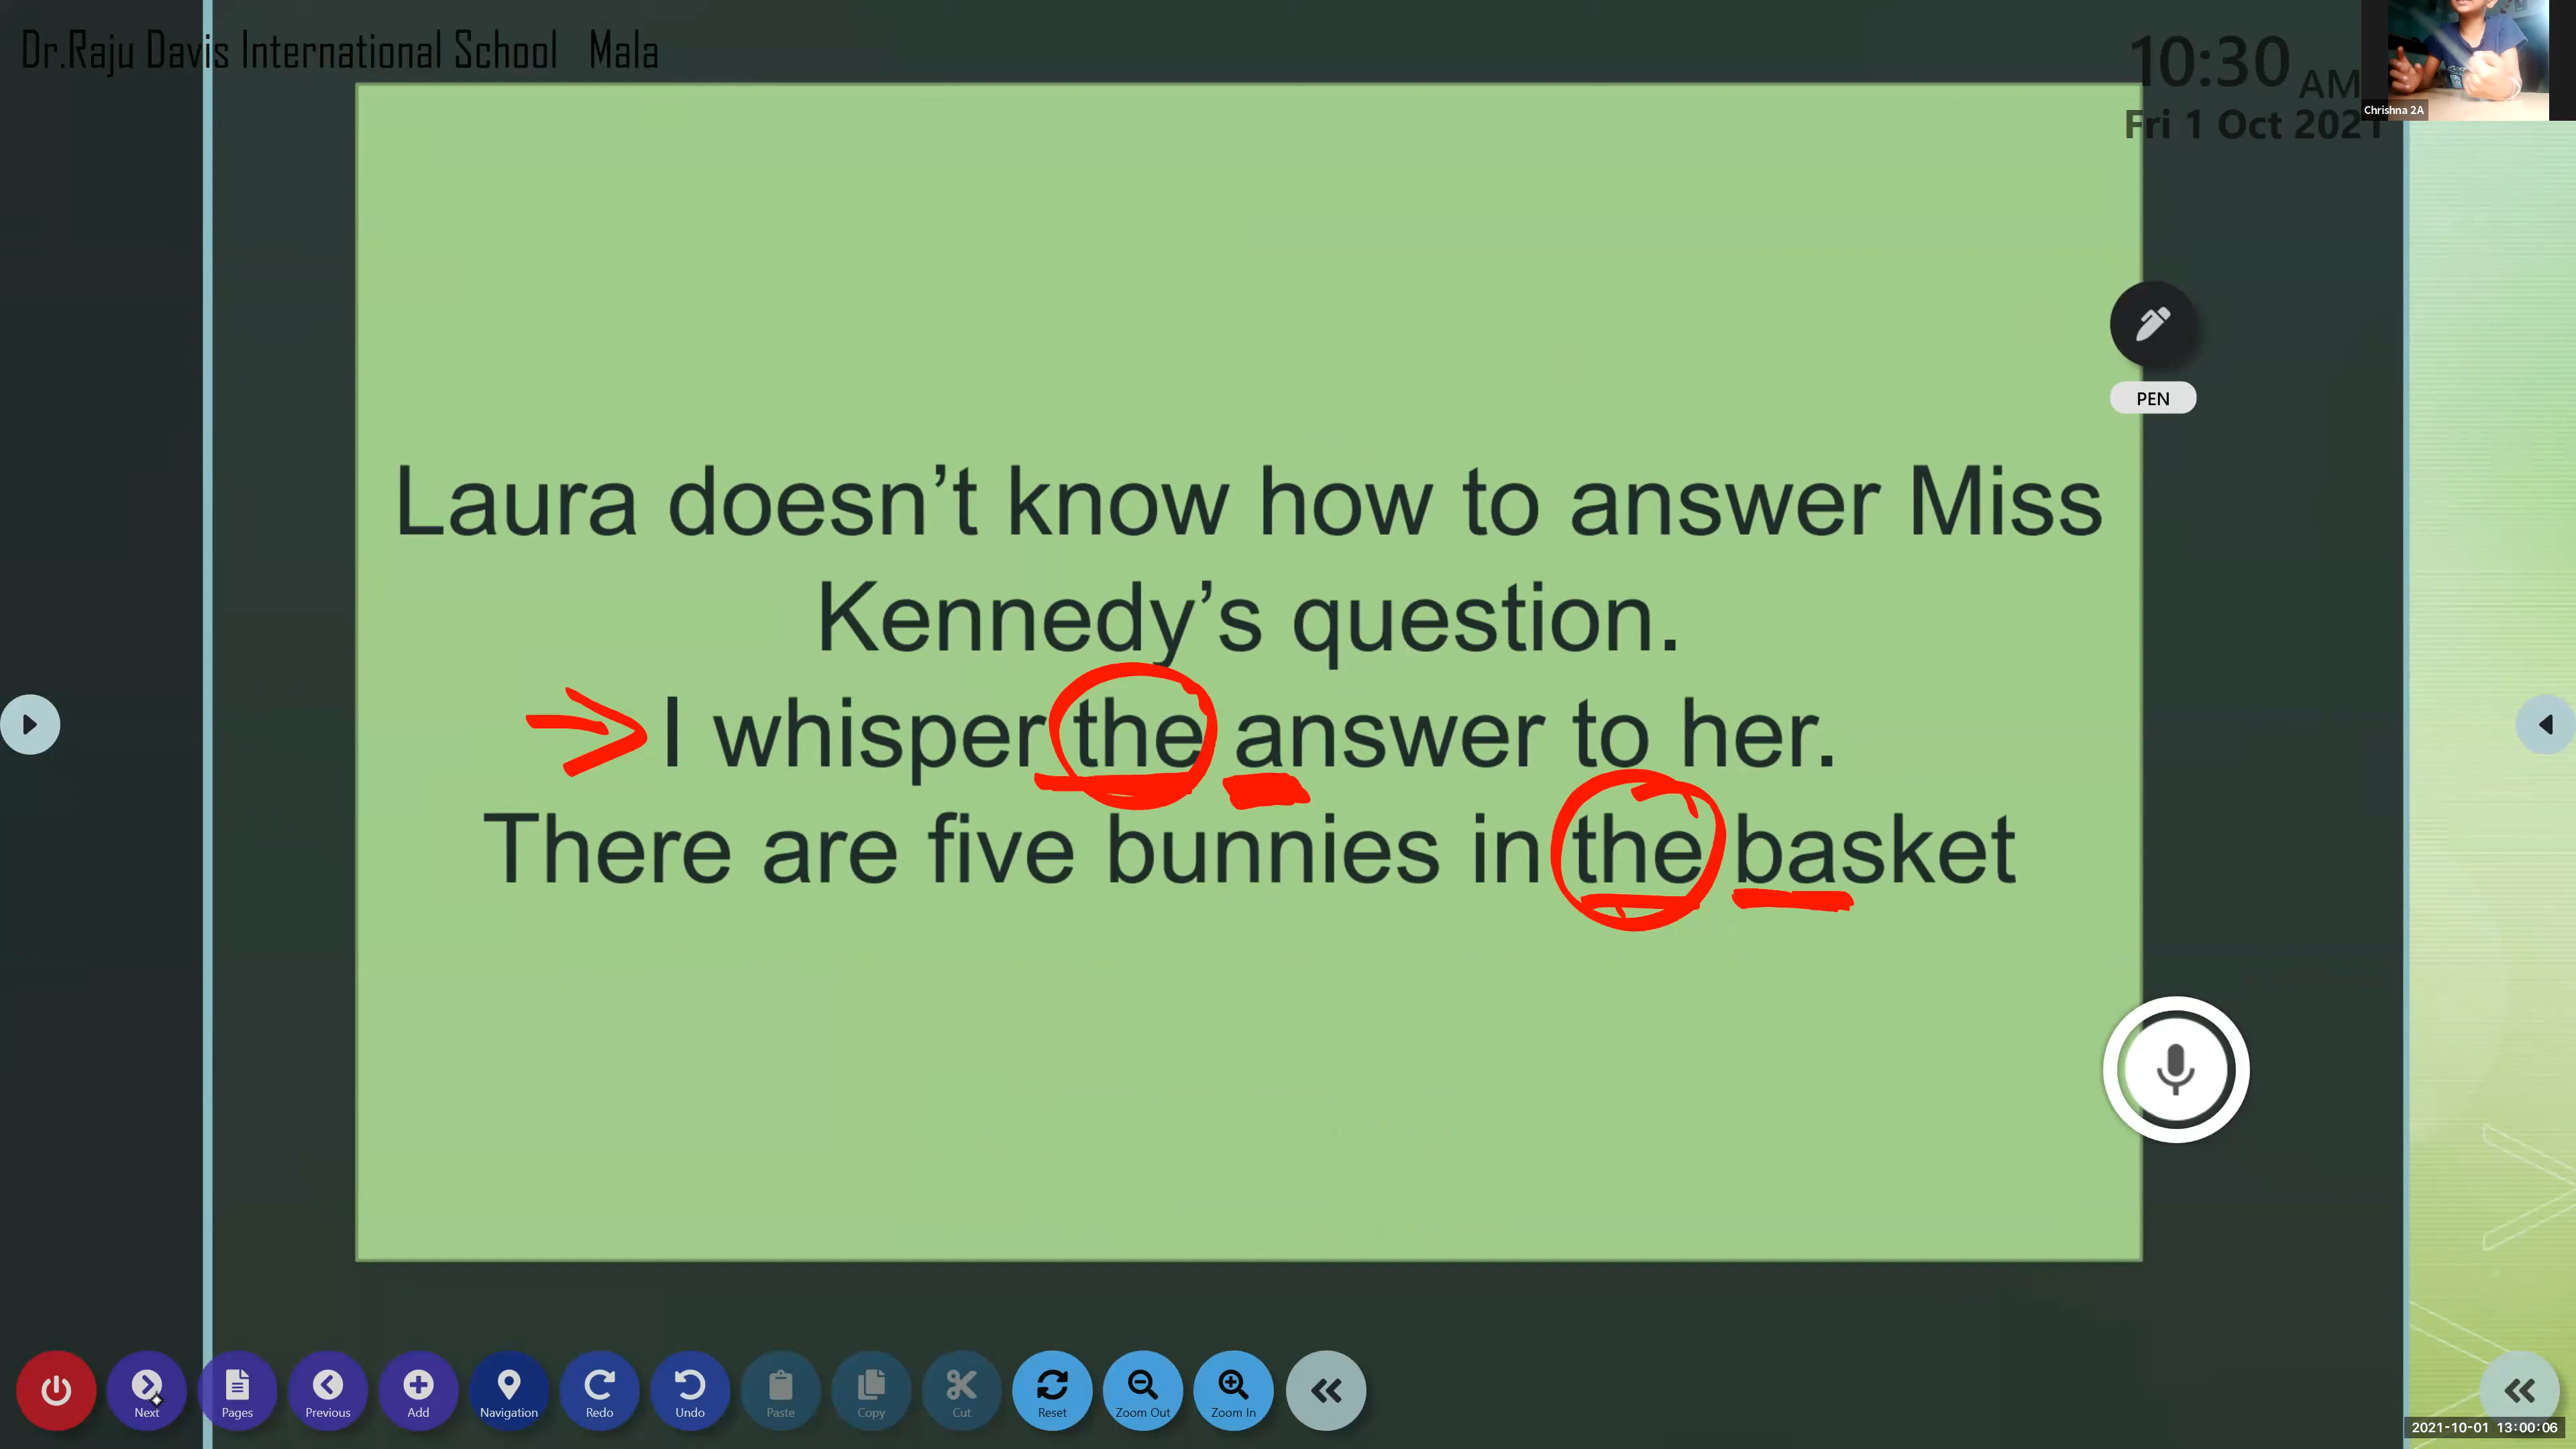 Dr.Raju Davis International School Mala
10:30 AM
Fri 1 Oct 2021
Chrishna 2A
PEN
Laura doesn’t know how to answer Miss
Kennedy’s question.
I whisper the answer to her.
There are five bunnies in the basket
Next
Pages
Previous
Add
Navigation
Redo
Undo
Paste
Copy
Cut
Reset
Zoom Out
Zoom In
2021-10-01 13:00:06